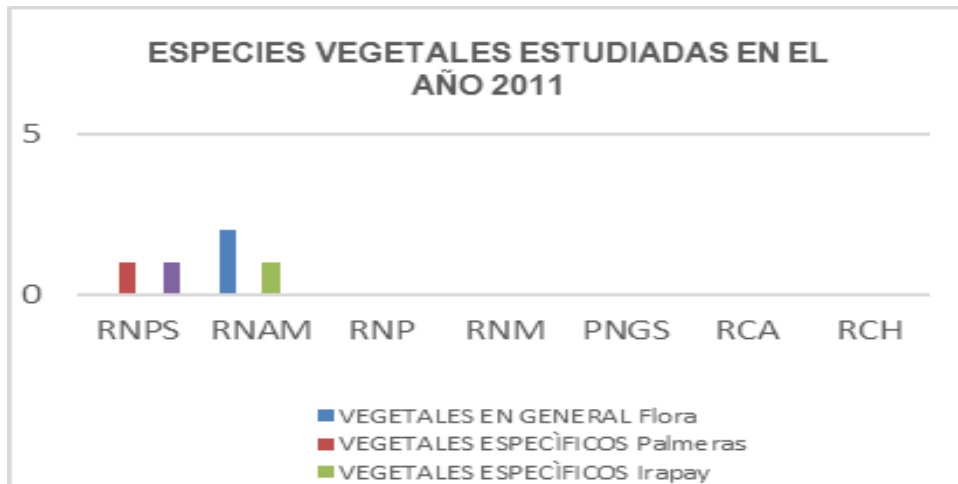 ESPECIES VEGETALES ESTUDIADAS EN EL
AÑO 2011
5
0
RNPS RNAM RNP RNM PNGS RCA RCH
VEGETALES EN GENERAL Flora
VEGETALES ESPECÌFICOS Palmeras
VEGETALES ESPECÌFICOS Irapay